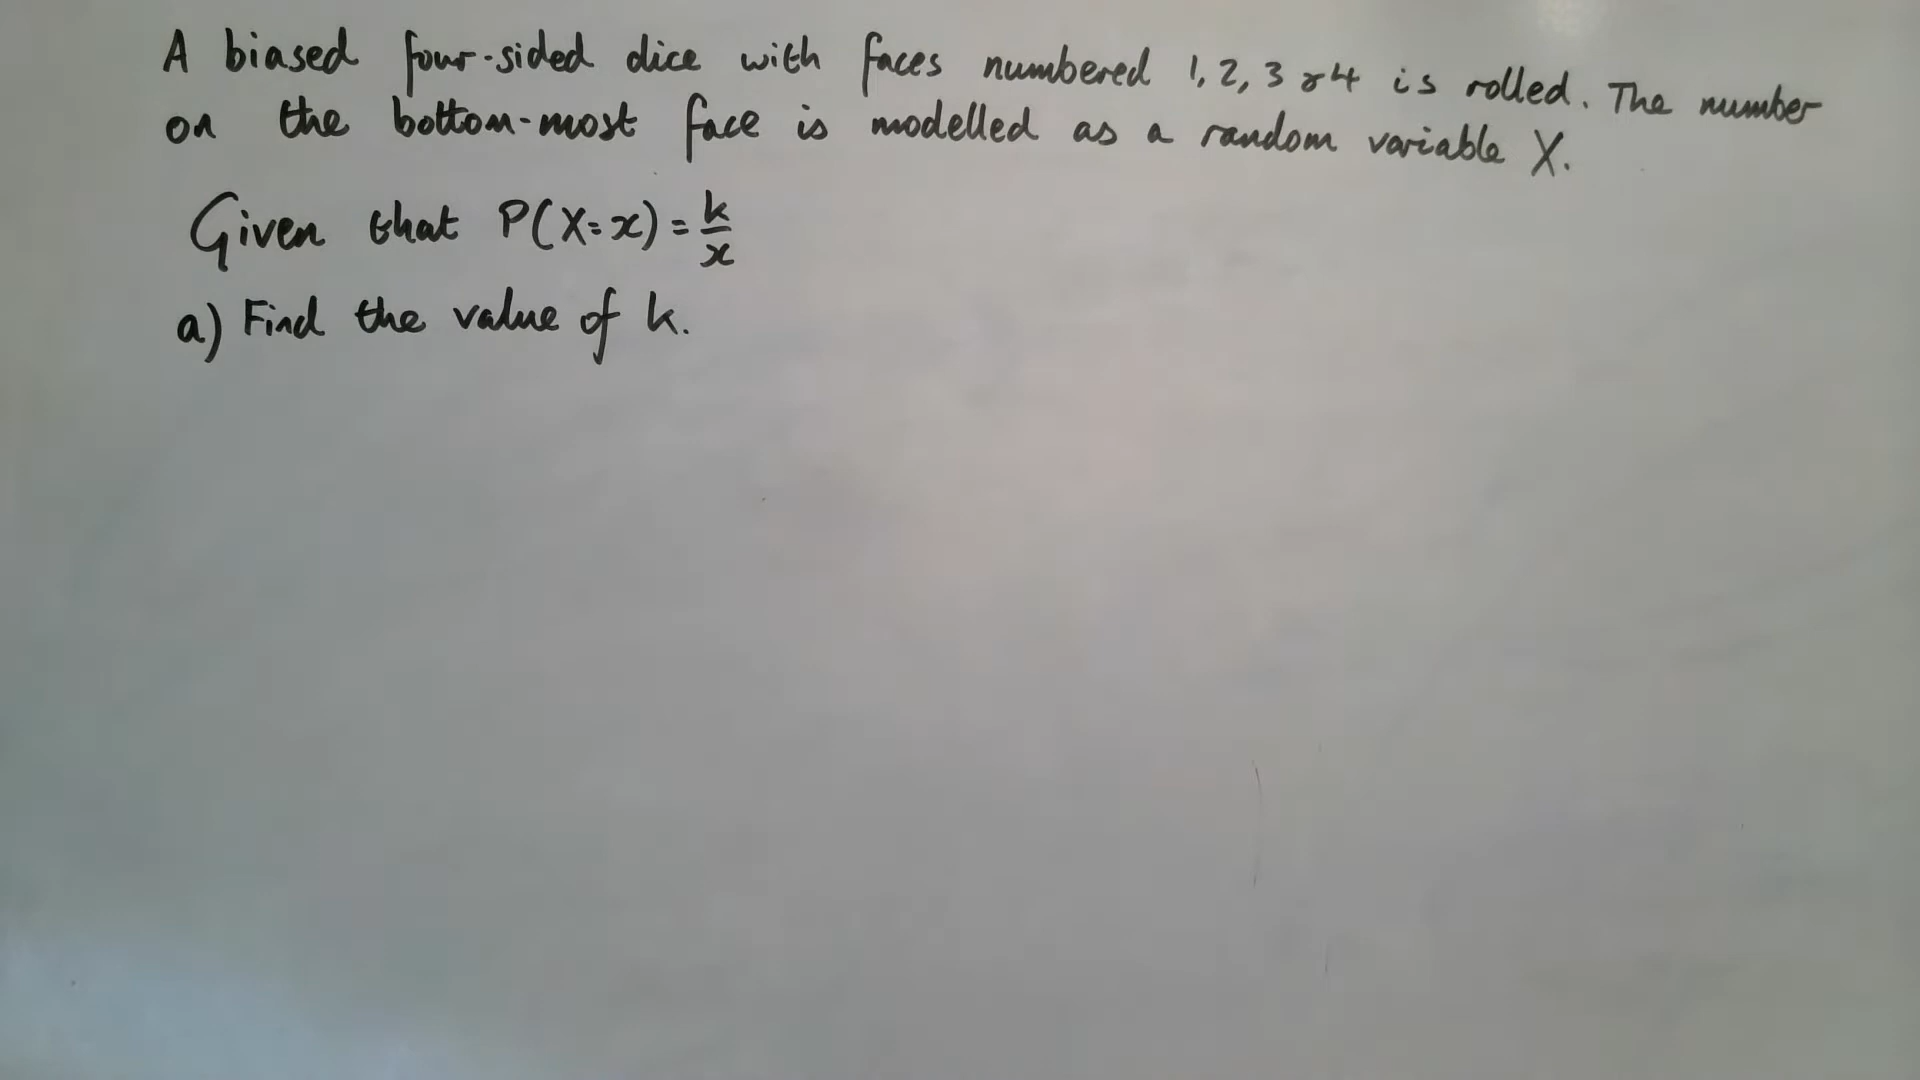 A biased four-sided dice with faces numbered 1, 2, 3 & 4 is rolled. The number
on the bottom-most face is modelled as a random variable X.
Given that P(X=x) = k/x
a) Find the value of k.